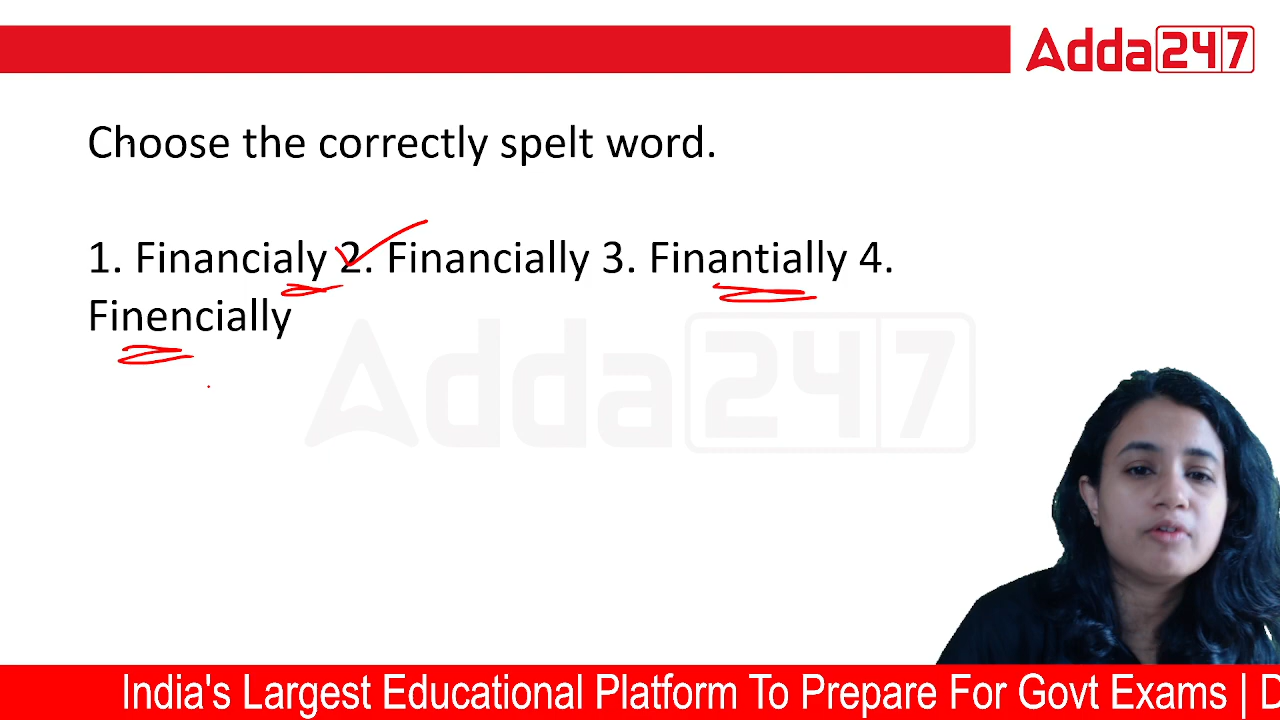 Adda247
Choose the correctly spelt word.
1. Financialy 2. Financially 3. Finantially 4.
Finencially
Adda247
India's Largest Educational Platform To Prepare For Govt Exams | D